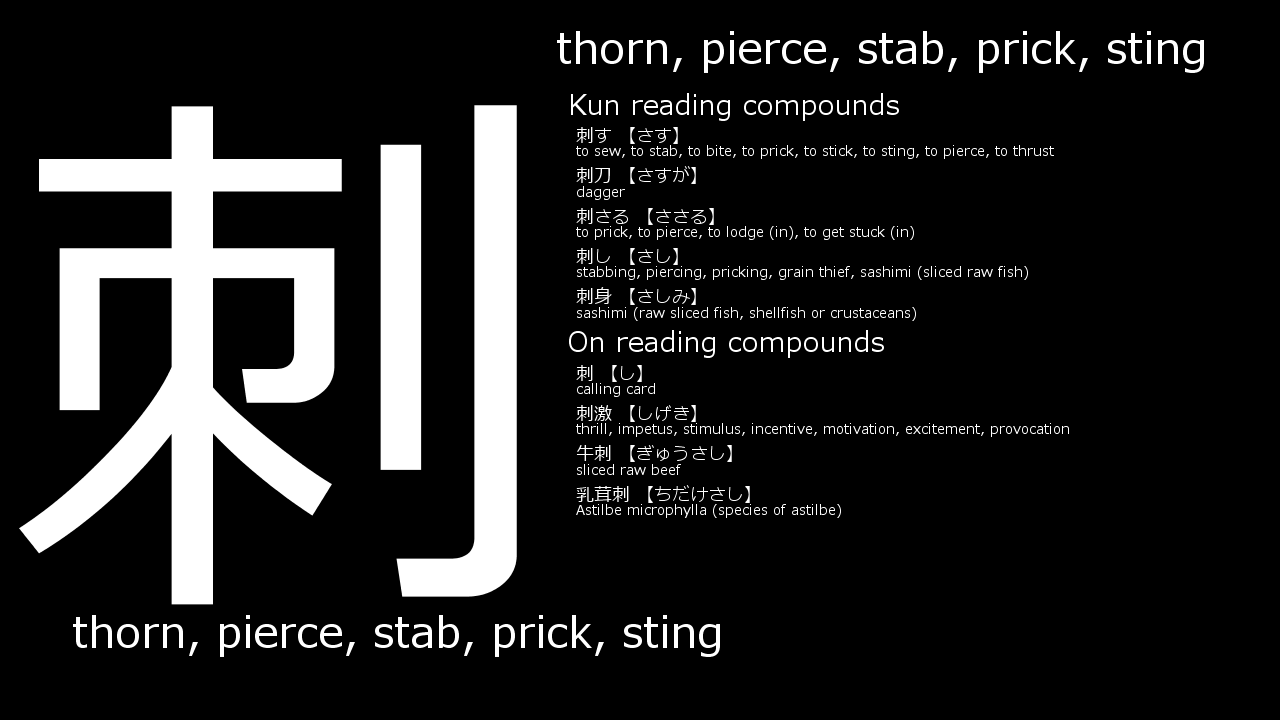 刺
thorn, pierce, stab, prick, sting
thorn, pierce, stab, prick, sting
Kun reading compounds
刺す 【さす】
to sew, to stab, to bite, to prick, to stick, to sting, to pierce, to thrust
刺刀 【さすが】
dagger
刺さる 【ささる】
to prick, to pierce, to lodge (in), to get stuck (in)
刺し 【さし】
stabbing, piercing, pricking, grain thief, sashimi (sliced raw fish)
刺身 【さしみ】
sashimi (raw sliced fish, shellfish or crustaceans)
On reading compounds
刺 【し】
calling card
刺激 【しげき】
thrill, impetus, stimulus, incentive, motivation, excitement, provocation
牛刺 【ぎゅうさし】
sliced raw beef
乳茸刺 【ちだけさし】
Astilbe microphylla (species of astilbe)